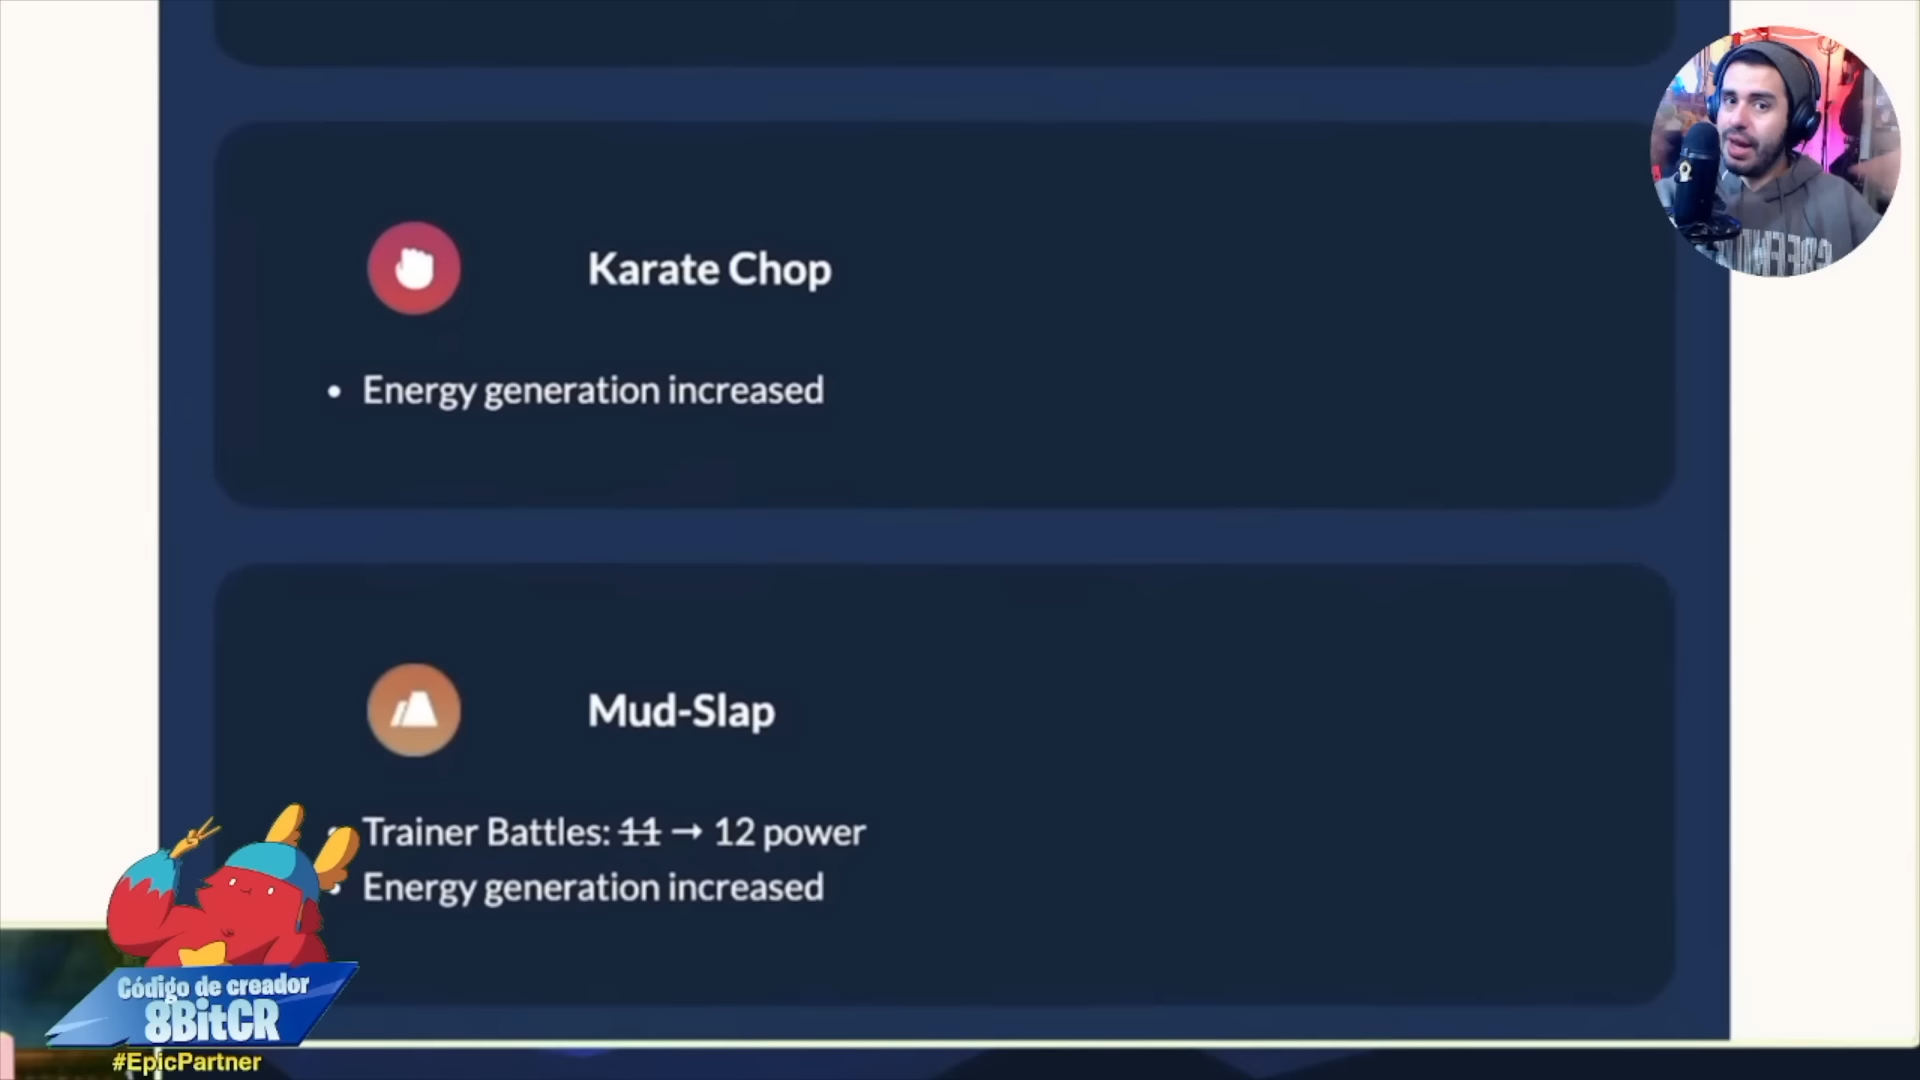 Karate Chop
• Energy generation increased
Mud-Slap
Trainer Battles: 11 → 12 power
Energy generation increased
Código de creador
8BitCR
#EpicPartner